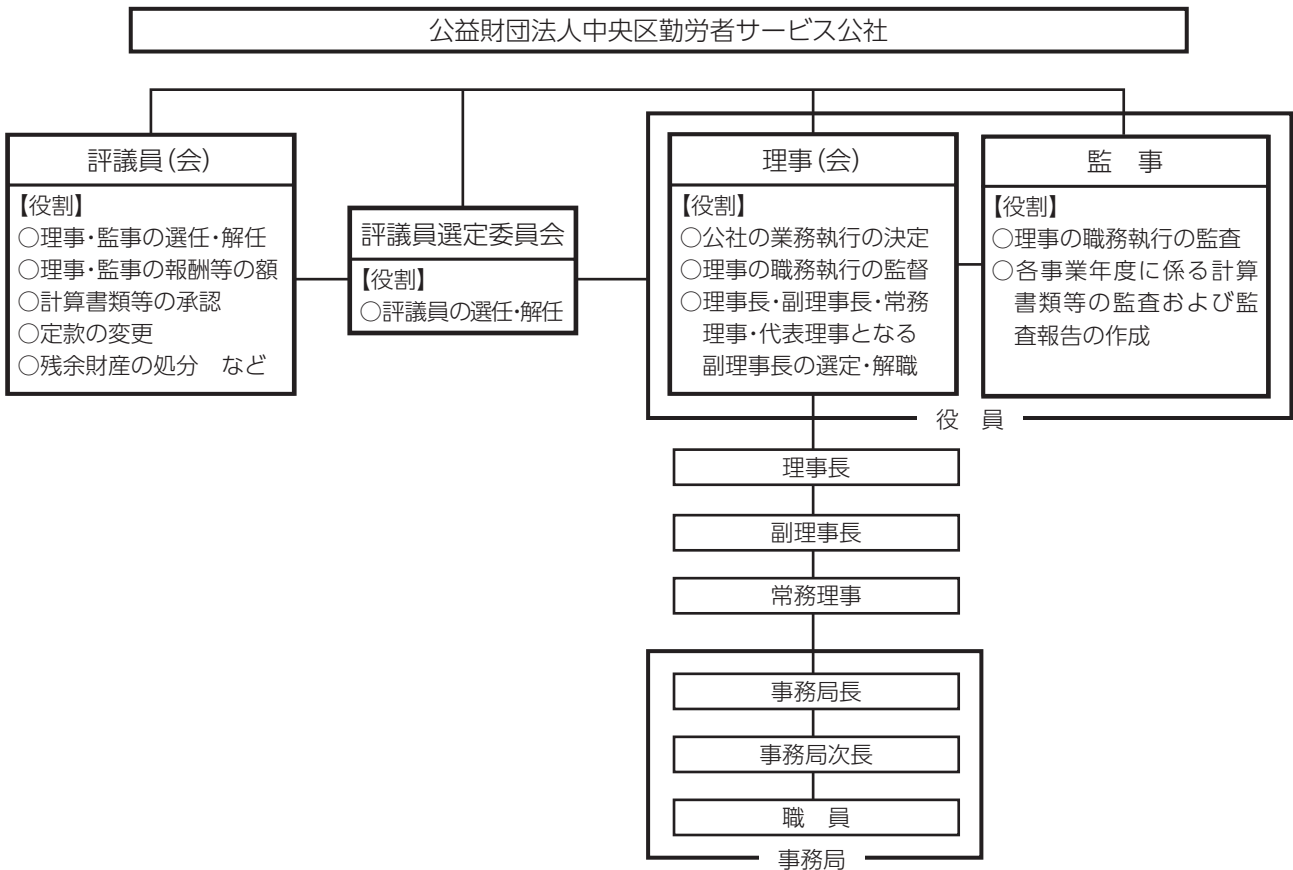 公益財団法人中央区勤労者サービス公社
評議員(会)
【役割】
○理事・監事の選任・解任
○理事・監事の報酬等の額
○計算書類等の承認
○定款の変更
○残余財産の処分　など
評議員選定委員会
【役割】
○評議員の選任・解任
理事(会)
【役割】
○公社の業務執行の決定
○理事の職務執行の監督
○理事長・副理事長・常務
理事・代表理事となる
副理事長の選定・解職
監　事
【役割】
○理事の職務執行の監査
○各事業年度に係る計算
書類等の監査および監
査報告の作成
役　員
理事長
副理事長
常務理事
事務局長
事務局次長
職　員
事務局